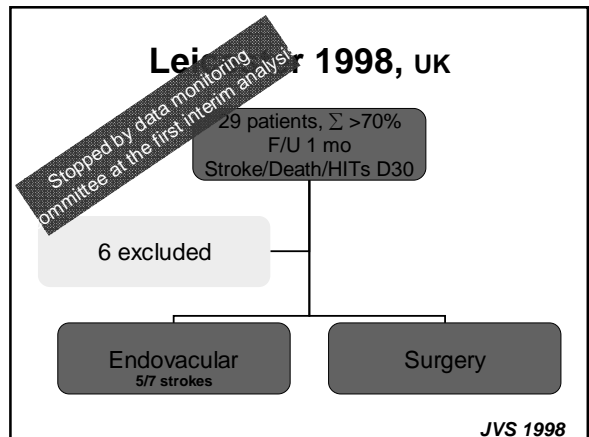 Lei r 1998, UK
Stopped by data monitoring
ommittee at the first interim analysis
29 patients, Σ >70%
F/U 1 mo
Stroke/Death/HITs D30
6 excluded
Endovacular
5/7 strokes
Surgery
JVS 1998